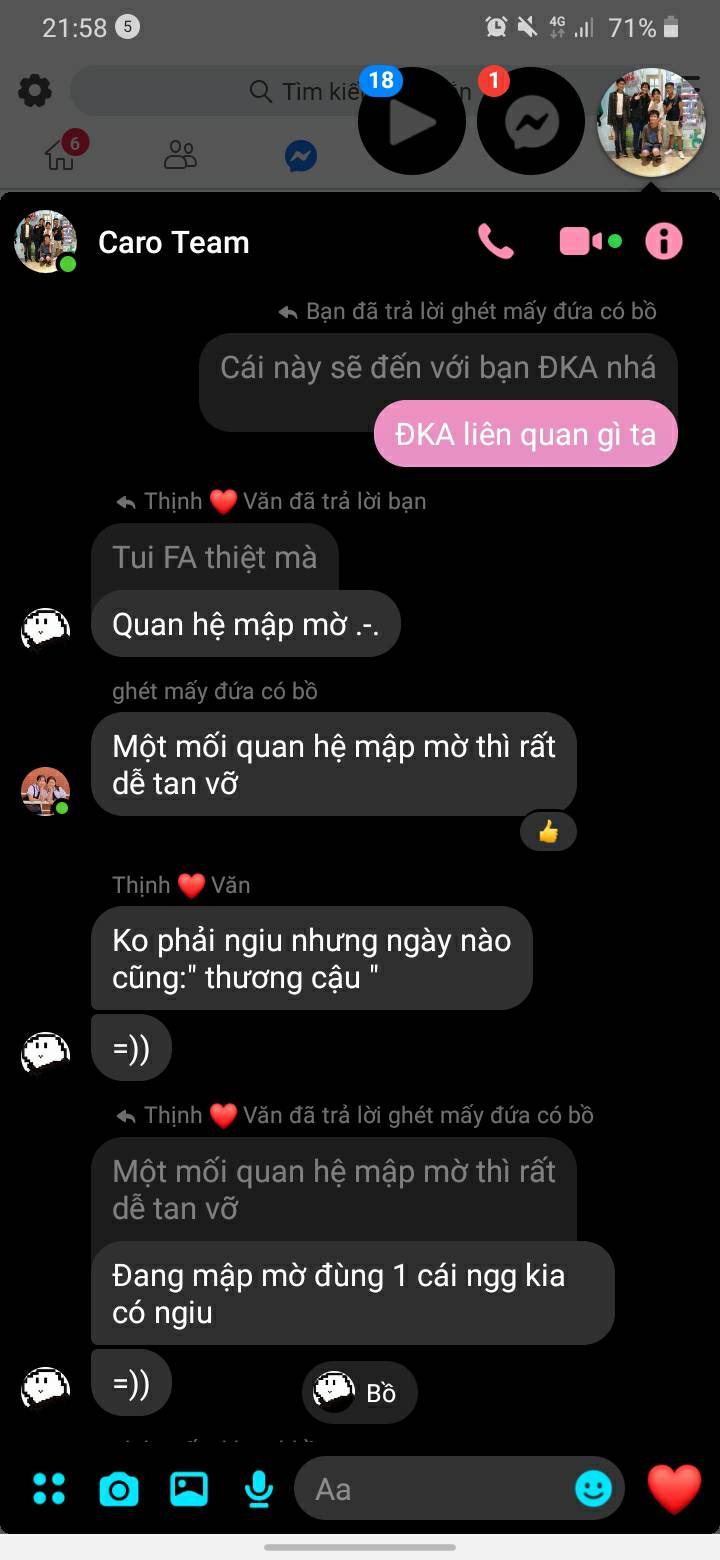 21:58 5 4G 71%
Tìm kiế
18
1
6
Caro Team
Bạn đã trả lời ghét mấy đứa có bồ
Cái này sẽ đến với bạn ĐKA nhá
ĐKA liên quan gì ta
Thịnh ❤️ Văn đã trả lời bạn
Tui FA thiệt mà
Quan hệ mập mờ .-.
ghét mấy đứa có bồ
Một mối quan hệ mập mờ thì rất
dễ tan vỡ
👍
Thịnh ❤️ Văn
Ko phải ngiu nhưng ngày nào
cũng:" thương cậu "
=))
Thịnh ❤️ Văn đã trả lời ghét mấy đứa có bồ
Một mối quan hệ mập mờ thì rất
dễ tan vỡ
Đang mập mờ đùng 1 cái ngg kia
có ngiu
=))
Bồ
Aa